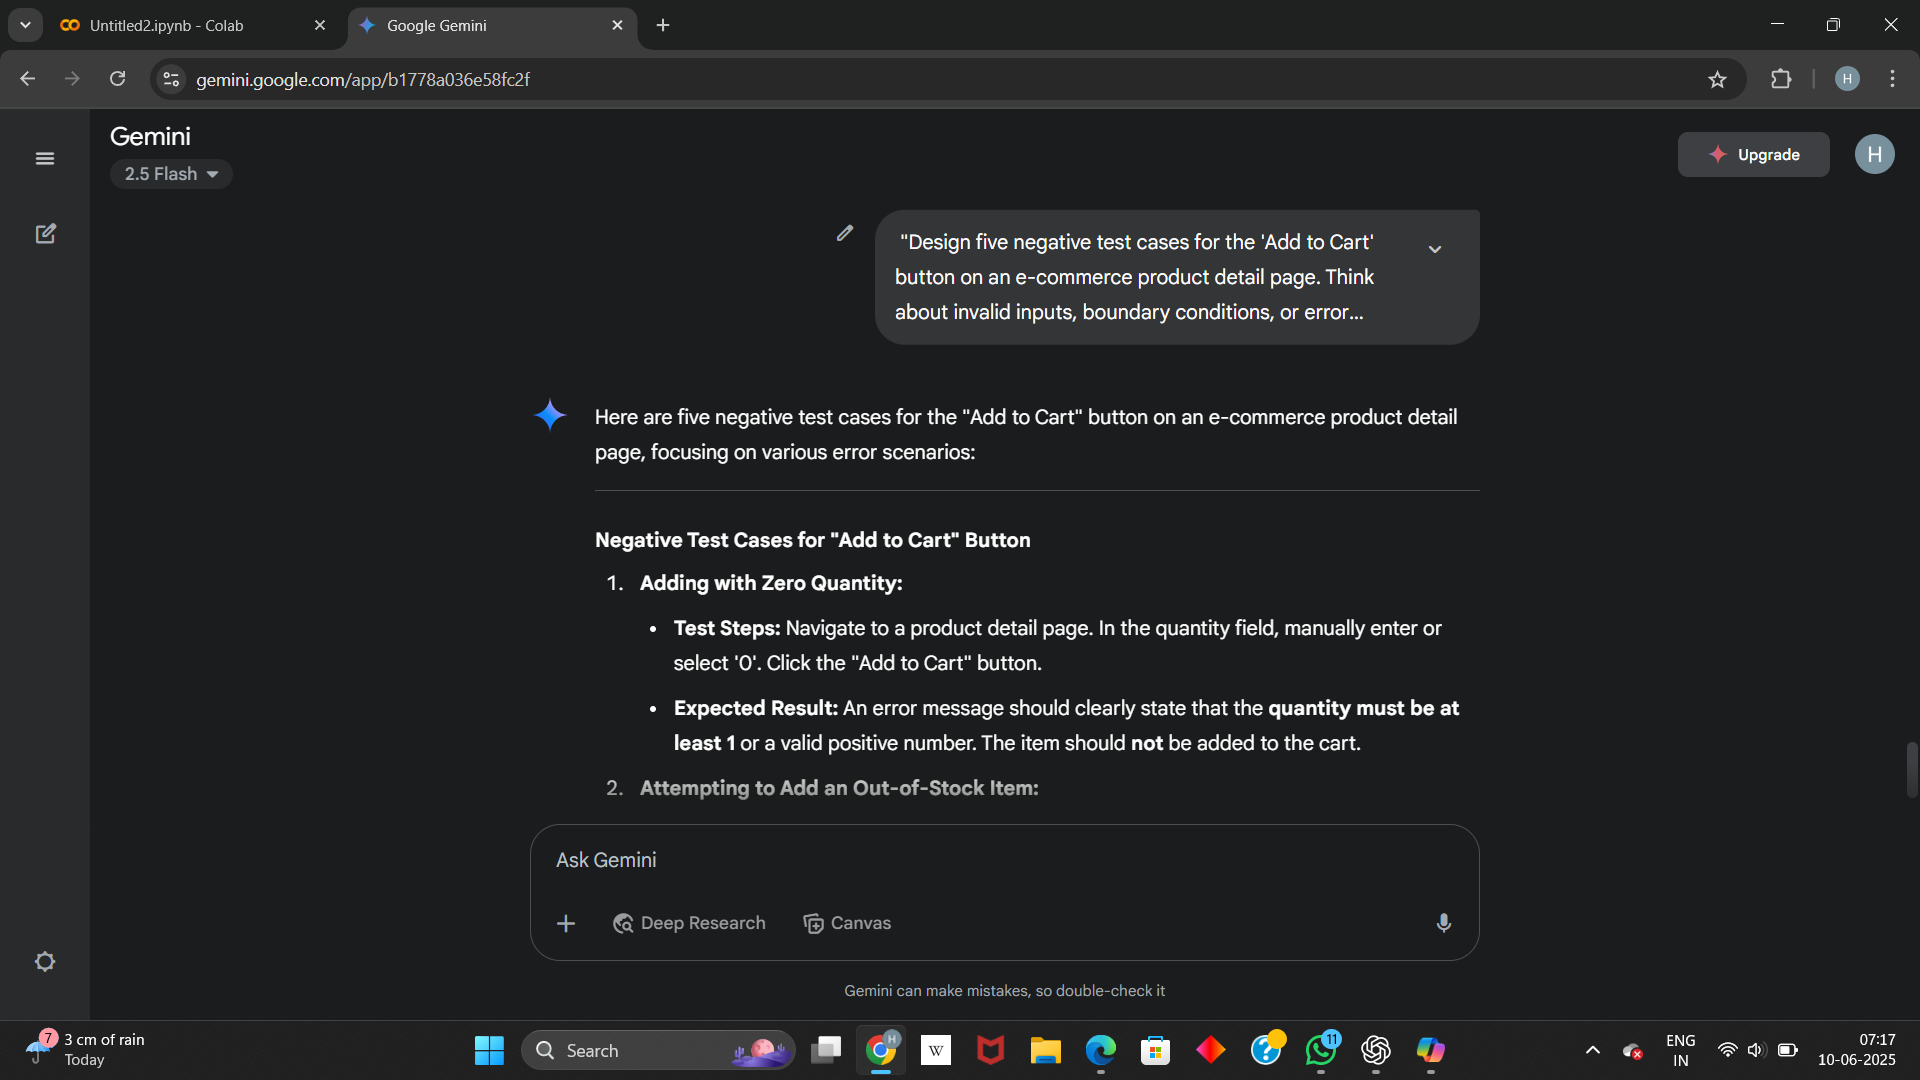 Untitled2.ipynb - Colab
Google Gemini
gemini.google.com/app/b1778a036e58fc2f
H
Gemini
2.5 Flash
Upgrade
H
"Design five negative test cases for the 'Add to Cart'
button on an e-commerce product detail page. Think
about invalid inputs, boundary conditions, or error...
Here are five negative test cases for the "Add to Cart" button on an e-commerce product detail
page, focusing on various error scenarios:
Negative Test Cases for "Add to Cart" Button
1. Adding with Zero Quantity:
• Test Steps: Navigate to a product detail page. In the quantity field, manually enter or
select '0'. Click the "Add to Cart" button.
• Expected Result: An error message should clearly state that the quantity must be at
least 1 or a valid positive number. The item should not be added to the cart.
2. Attempting to Add an Out-of-Stock Item:
Ask Gemini
Deep Research
Canvas
Gemini can make mistakes, so double-check it
7
3 cm of rain
Today
Search
H
W
?
11
ENG
IN
07:17
10-06-2025